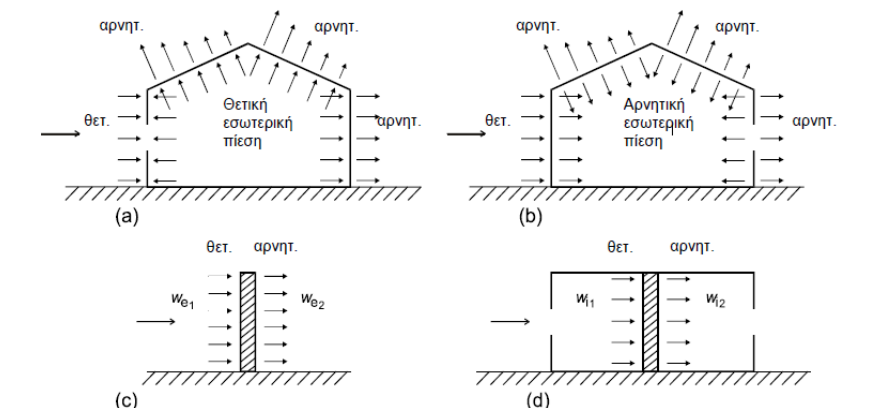 αρνητ.
αρνητ.
θετ.
Θετική
εσωτερική
πίεση
αρνητ.
(a)
αρνητ.
αρνητ.
θετ.
Αρνητική
εσωτερική
πίεση
αρνητ.
(b)
θετ. αρνητ.
we1 we2
(c)
θετ. αρνητ.
wi1 wi2
(d)